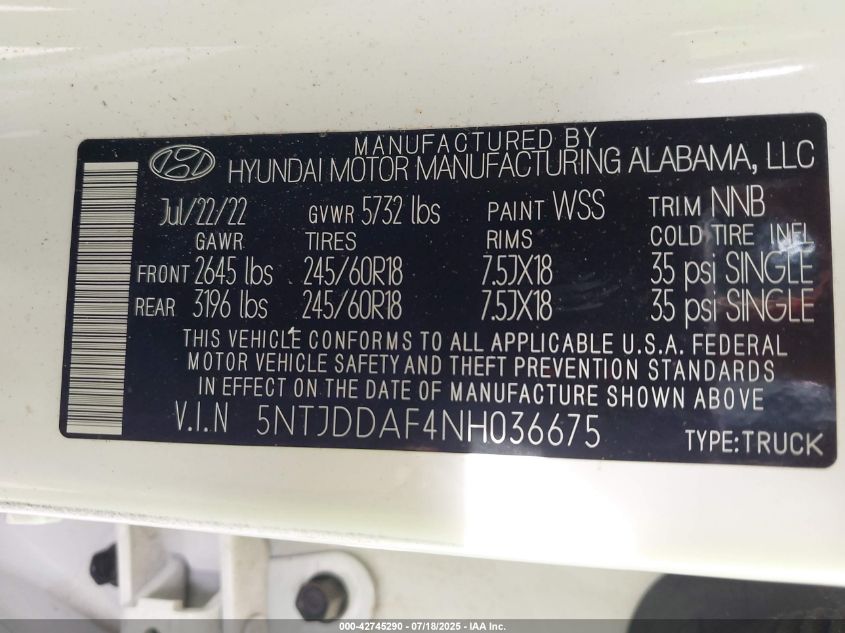 MANUFACTURED BY
HYUNDAI MOTOR MANUFACTURING ALABAMA, LLC
Jul/22/22 GVWR 5732 lbs PAINT WSS TRIM NNB
GAWR TIRES RIMS COLD TIRE INFL
FRONT 2645 lbs 245/60R18 7.5JX18 35 psi SINGLE
REAR 3196 lbs 245/60R18 7.5JX18 35 psi SINGLE
THIS VEHICLE CONFORMS TO ALL APPLICABLE U.S.A. FEDERAL
MOTOR VEHICLE SAFETY AND THEFT PREVENTION STANDARDS
IN EFFECT ON THE DATE OF MANUFACTURE SHOWN ABOVE
V.I.N 5NTJDDAF4NH036675 TYPE:TRUCK
000-42745290 - 07/18/2025 - IAA Inc.